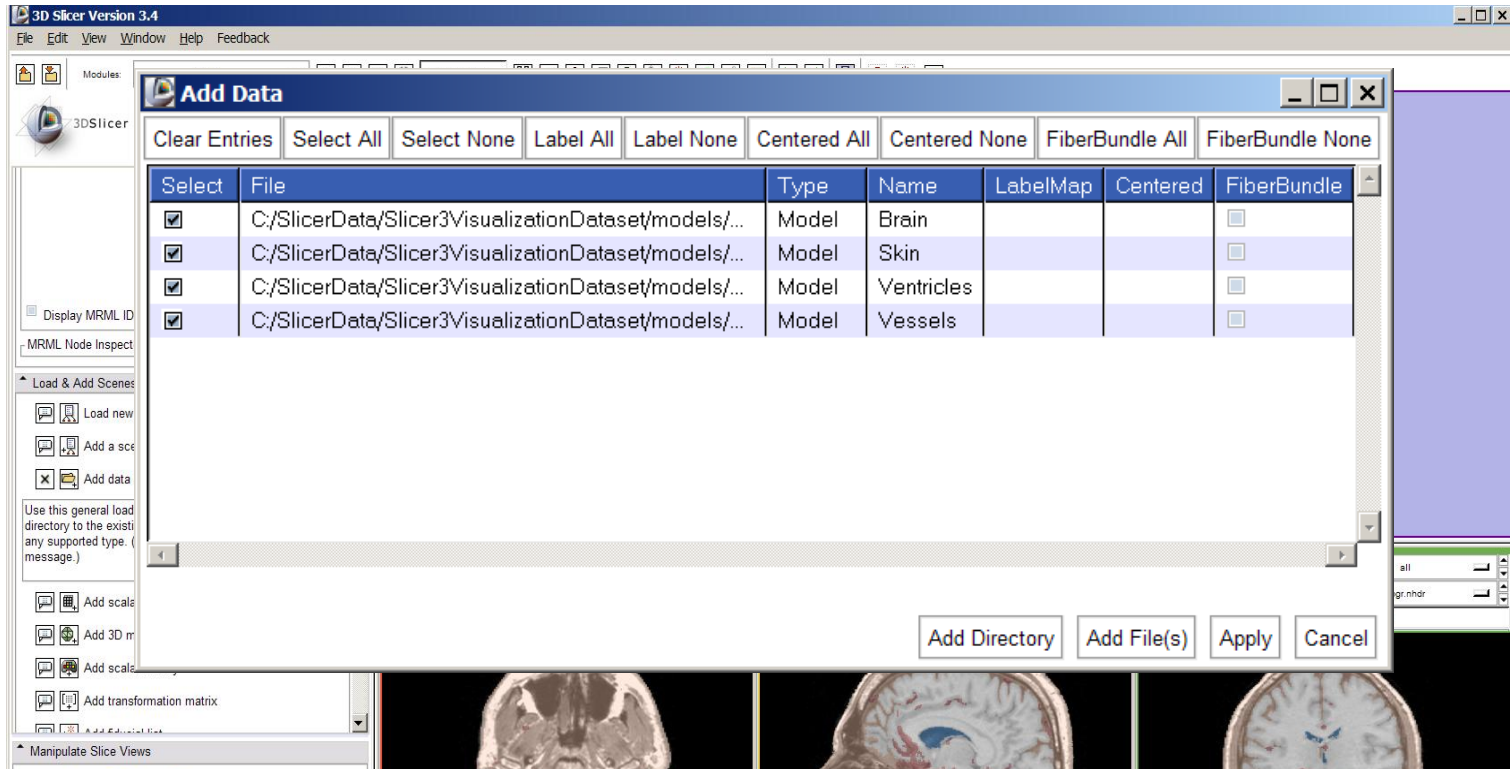 3D Slicer Version 3.4
File Edit View Window Help Feedback
Modules:
3DSlicer
Add Data
Clear Entries Select All Select None Label All Label None Centered All Centered None FiberBundle All FiberBundle None
Select File Type Name LabelMap Centered FiberBundle
C:/SlicerData/Slicer3VisualizationDataset/models/... Model Brain
C:/SlicerData/Slicer3VisualizationDataset/models/... Model Skin
C:/SlicerData/Slicer3VisualizationDataset/models/... Model Ventricles
C:/SlicerData/Slicer3VisualizationDataset/models/... Model Vessels
Add Directory Add File(s) Apply Cancel
Display MRML ID
MRML Node Inspect
Load & Add Scenes
Load new
Add a sce
Add data
Use this general load
directory to the existi
any supported type. (
message.)
Add scala
Add 3D m
Add scala
Add transformation matrix
Manipulate Slice Views
all
gr.nhdr